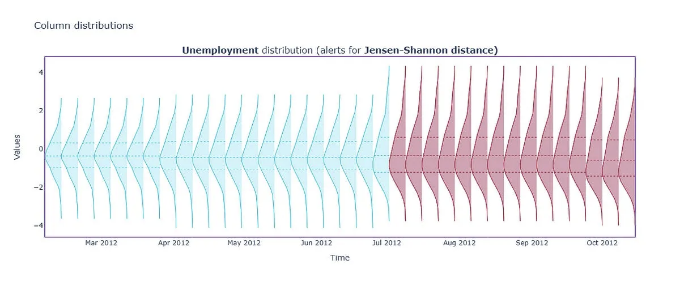 Column distributions
Unemployment distribution (alerts for Jensen-Shannon distance)
Values
4
2
0
−2
−4
Mar 2012 Apr 2012 May 2012 Jun 2012 Jul 2012 Aug 2012 Sep 2012 Oct 2012
Time